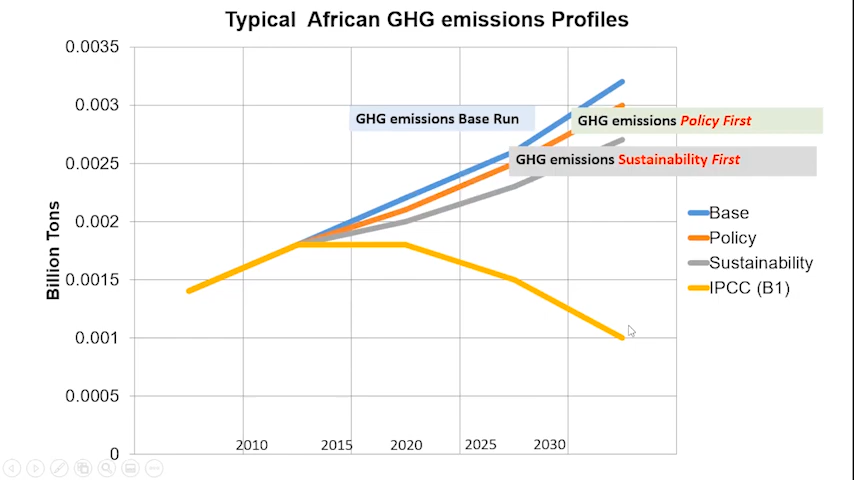 Typical African GHG emissions Profiles
0.0035
0.003
0.0025
0.002
0.0015
0.001
0.0005
0
Billion Tons
GHG emissions Base Run
GHG emissions Policy First
GHG emissions Sustainability First
Base
Policy
Sustainability
IPCC (B1)
2010 2015 2020 2025 2030